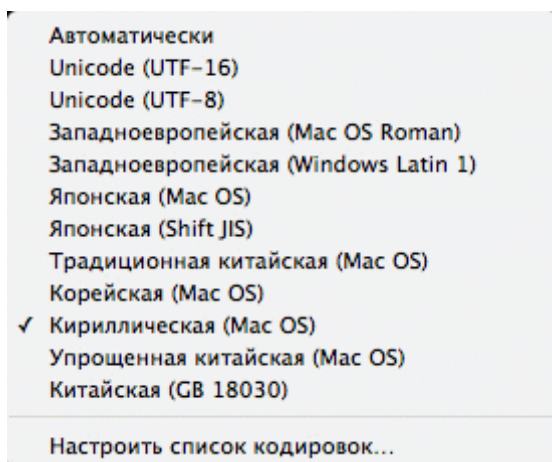 Автоматически
Unicode (UTF-16)
Unicode (UTF-8)
Западноевропейская (Mac OS Roman)
Западноевропейская (Windows Latin 1)
Японская (Mac OS)
Японская (Shift JIS)
Традиционная китайская (Mac OS)
Корейская (Mac OS)
✓ Кириллическая (Mac OS)
Упрощенная китайская (Mac OS)
Китайская (GB 18030)
Настроить список кодировок...